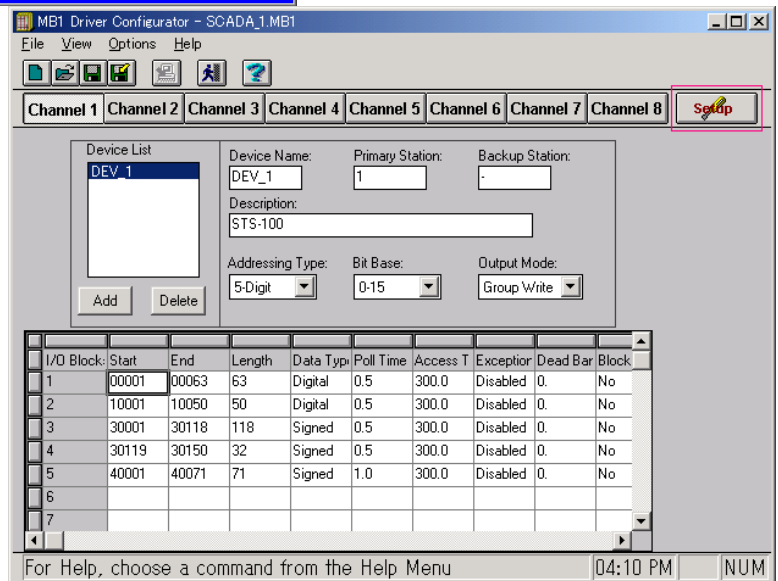 MB1 Driver Configurator - SCADA_1.MB1
File View Options Help
Channel 1 Channel 2 Channel 3 Channel 4 Channel 5 Channel 6 Channel 7 Channel 8 Setup
Device List
DEV_1
Add Delete
Device Name: Primary Station: Backup Station:
DEV_1 1 -
Description:
STS-100
Addressing Type: Bit Base: Output Mode:
5-Digit 0-15 Group Write
I/O Block: Start End Length Data Typ Poll Time Access T Exception Dead Bar Block
1 00001 00063 63 Digital 0.5 300.0 Disabled 0. No
2 10001 10050 50 Digital 0.5 300.0 Disabled 0. No
3 30001 30118 118 Signed 0.5 300.0 Disabled 0. No
4 30119 30150 32 Signed 0.5 300.0 Disabled 0. No
5 40001 40071 71 Signed 1.0 300.0 Disabled 0. No
6
7
For Help, choose a command from the Help Menu 04:10 PM NUM